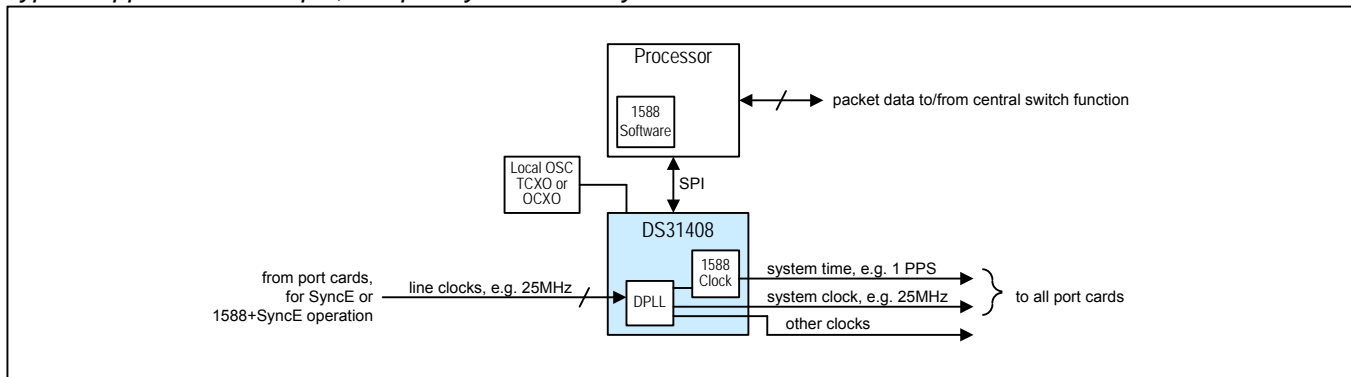 Processor
1588
Software
packet data to/from central switch function
Local OSC
TCXO or
OCXO
SPI
DS31408
1588
Clock
DPLL
from port cards,
for SyncE or
1588+SyncE operation
line clocks, e.g. 25MHz
system time, e.g. 1 PPS
system clock, e.g. 25MHz
other clocks
to all port cards